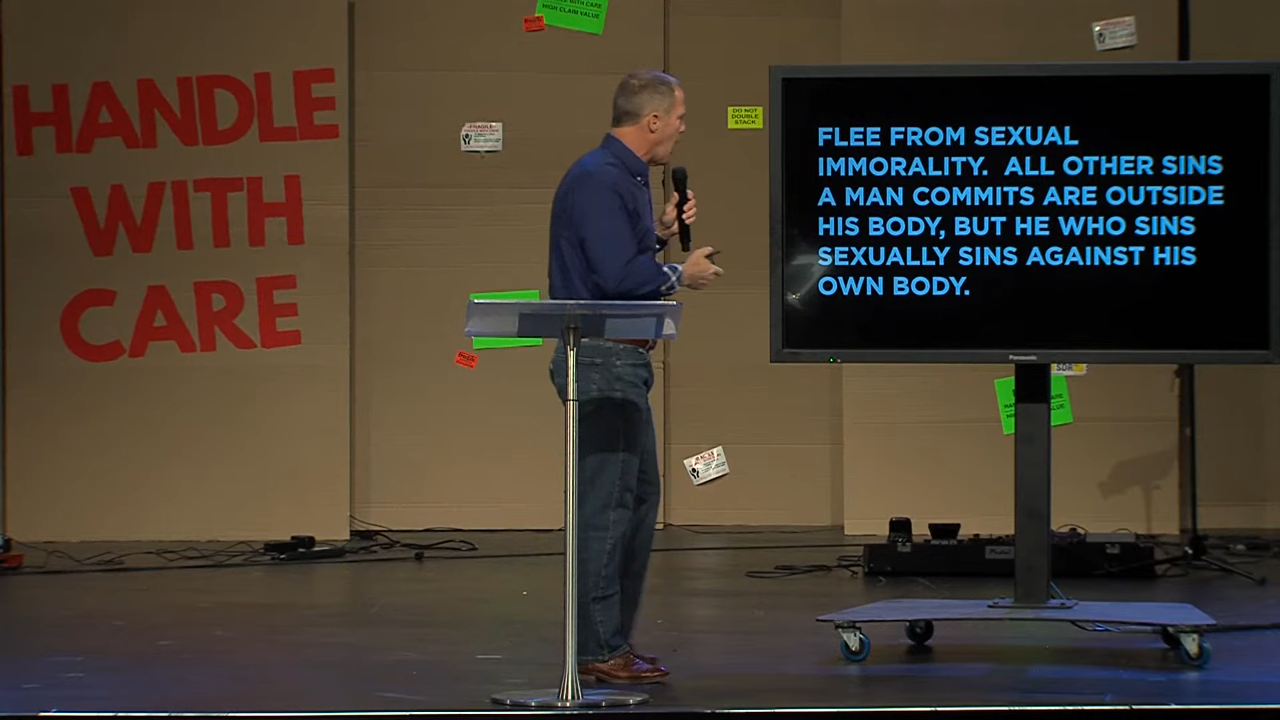 HANDLE
WITH
CARE
HIGH CLAIM VALUE
DO NOT
DOUBLE
STACK
FRAGILE
FLEE FROM SEXUAL
IMMORALITY.  ALL OTHER SINS
A MAN COMMITS ARE OUTSIDE
HIS BODY, BUT HE WHO SINS
SEXUALLY SINS AGAINST HIS
OWN BODY.
Panasonic